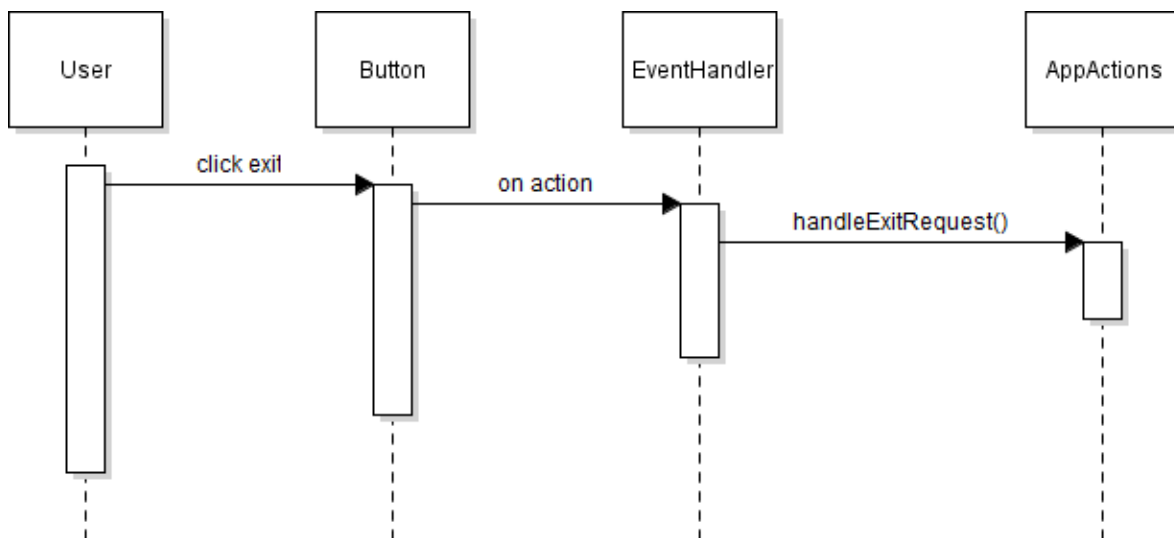 User
Button
EventHandler
AppActions
click exit
on action
handleExitRequest()